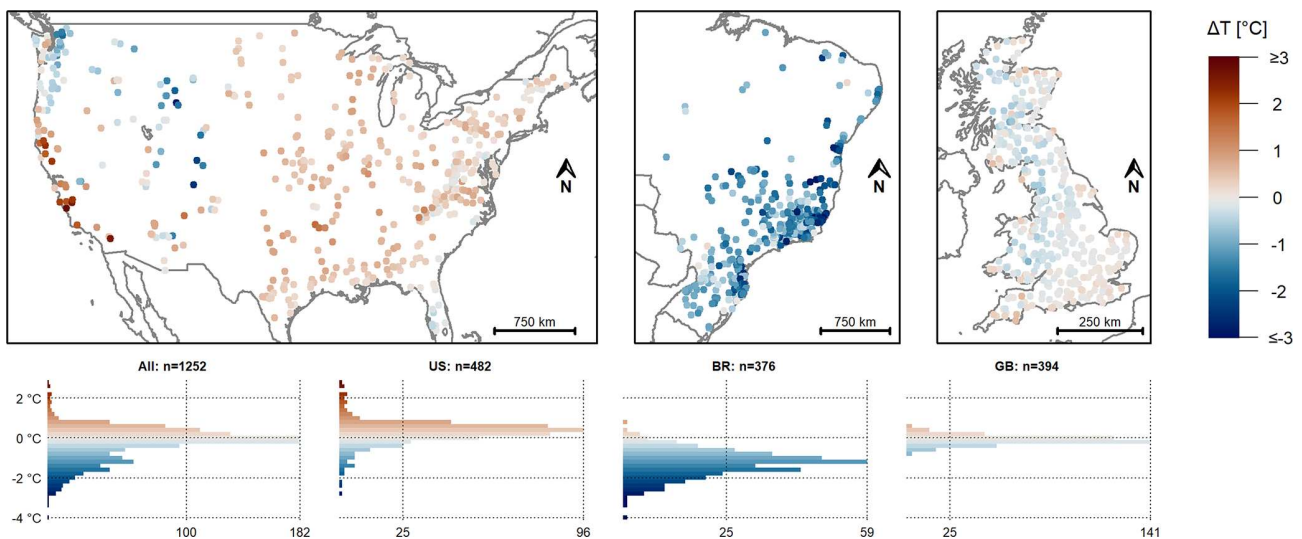 ΔT [°C]
≥3
2
1
0
-1
-2
≤-3
N
N
N
750 km
750 km
250 km
All: n=1252
US: n=482
BR: n=376
GB: n=394
2 °C
0 °C
-2 °C
-4 °C
100
182
25
96
25
59
25
141